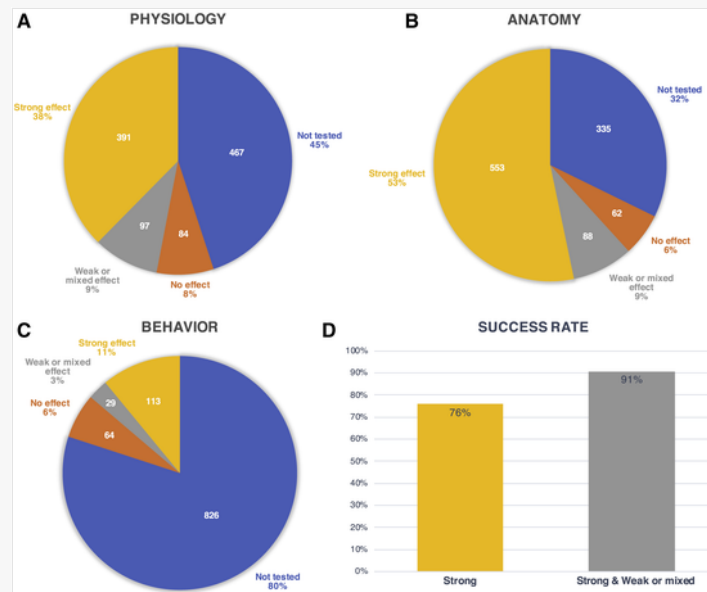 A
PHYSIOLOGY
Strong effect
38%
391
467
Not tested
45%
97
84
Weak or
mixed effect
9%
No effect
8%
B
ANATOMY
Not tested
32%
335
Strong effect
53%
553
62
No effect
6%
88
Weak or mixed
effect
9%
C
BEHAVIOR
Strong effect
11%
Weak or mixed
effect
3%
113
29
No effect
6%
64
826
Not tested
80%
D
SUCCESS RATE
100%
90%
80%
70%
60%
50%
40%
30%
20%
10%
0%
76%
91%
Strong
Strong & Weak or mixed